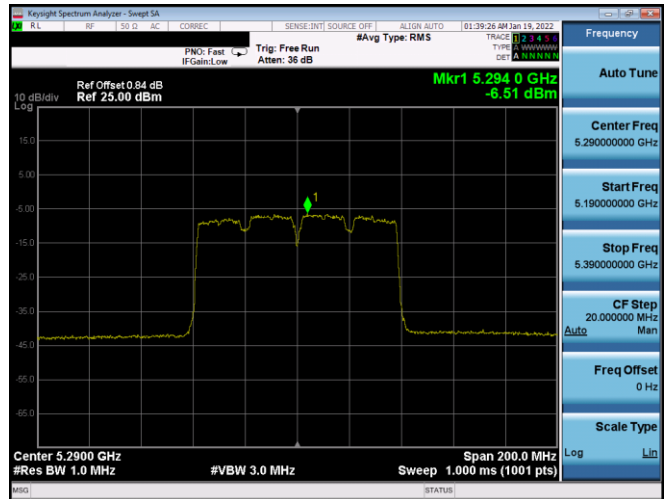 Keysight Spectrum Analyzer - Swept SA
RL RF 50 Ω AC CORREC SENSE:INT SOURCE OFF ALIGN AUTO 01:39:26 AM Jan 19, 2022
#Avg Type: RMS
TRACE 1 2 3 4 5 6
TYPE A WWWWW
DET A N N N N N
PNO: Fast
IFGain:Low
Trig: Free Run
Atten: 36 dB
Mkr1 5.294 0 GHz
-6.51 dBm
Ref Offset 0.84 dB
Ref 25.00 dBm
10 dB/div
Log
15.0
5.00
-5.00
-15.0
-25.0
-35.0
-45.0
-55.0
-65.0
1
Center 5.2900 GHz
Span 200.0 MHz
#Res BW 1.0 MHz
#VBW 3.0 MHz
Sweep 1.000 ms (1001 pts)
MSG
STATUS
Frequency
Auto Tune
Center Freq
5.290000000 GHz
Start Freq
5.190000000 GHz
Stop Freq
5.390000000 GHz
CF Step
20.000000 MHz
Auto Man
Freq Offset
0 Hz
Scale Type
Log Lin